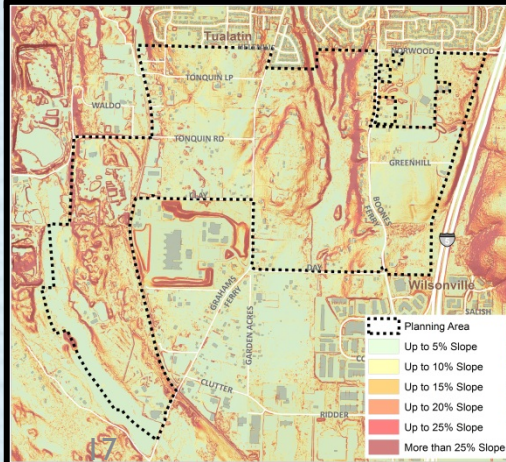 Tualatin
NORWOOD
TONQUIN LP
WALDO
TONQUIN RD
GREENHILL
CLAY
BOONES
FERRY
DAY
GRAHAMS
FERRY
Wilsonville
GARDEN ACRES
SALISH
CLUTTER
RIDDER
17
Planning Area
Up to 5% Slope
Up to 10% Slope
Up to 15% Slope
Up to 20% Slope
Up to 25% Slope
More than 25% Slope